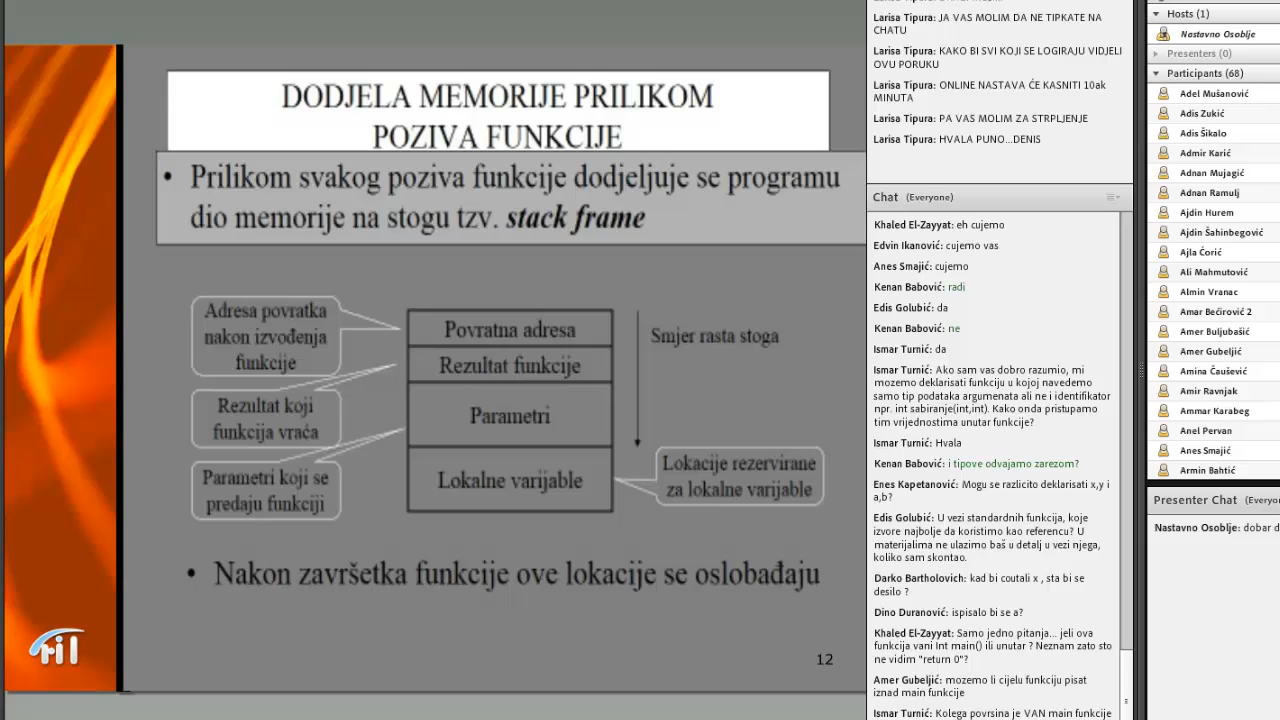 DODJELA MEMORIJE PRILIKOM
POZIVA FUNKCIJE
• Prilikom svakog poziva funkcije dodjeljuje se programu
dio memorije na stogu tzv. stack frame
Adresa povratka
nakon izvođenja
funkcije
Rezultat koji
funkcija vraća
Parametri koji se
predaju funkciji
Povratna adresa
Rezultat funkcije
Parametri
Lokalne varijable
Smjer rasta stoga
Lokacije rezervirane
za lokalne varijable
• Nakon završetka funkcije ove lokacije se oslobađaju
ril
12
Larisa Tipura: JA VAS MOLIM DA NE TIPKATE NA
CHATU
Larisa Tipura: KAKO BI SVI KOJI SE LOGIRAJU VIDJELI
OVU PORUKU
Larisa Tipura: ONLINE NASTAVA ĆE KASNITI 10ak
MINUTA
Larisa Tipura: PA VAS MOLIM ZA STRPLJENJE
Larisa Tipura: HVALA PUNO...DENIS
Chat (Everyone)
Khaled El-Zayyat: eh cujemo
Edvin Ikanović: cujemo vas
Anes Smajić: cujemo
Kenan Babović: radi
Edis Golubić: da
Kenan Babović: ne
Ismar Turnić: da
Ismar Turnić: Ako sam vas dobro razumio, mi
mozemo deklarisati funkciju u kojoj navedemo
samo tip podataka argumenata ali ne i identifikator
npr. int sabiranje(int,int). Kako onda pristupamo
tim vrijednostima unutar funkcije?
Ismar Turnić: Hvala
Kenan Babović: i tipove odvajamo zarezom?
Enes Kapetanović: Mogu se razlicito deklarisati x,y i
a,b?
Edis Golubić: U vezi standardnih funkcija, koje
izvore najbolje da koristimo kao referencu? U
materijalima ne ulazimo baš u detalj u vezi njega,
koliko sam skontao.
Darko Bartholovich: kad bi coutali x , sta bi se
desilo ?
Dino Duranović: ispisalo bi se a?
Khaled El-Zayyat: Samo jedno pitanja... jeli ova
funkcija vani Int main() ili unutar ? Neznam zato sto
ne vidim "return 0"?
Amer Gubeljić: mozemo li cijelu funkciju pisat
iznad main funkcije
Ismar Turnić: Kolega povrsina je VAN main funkcije
Hosts (1)
Nastavno Osoblje
Presenters (0)
Participants (68)
Adel Mušanović
Adis Zukić
Adis Šikalo
Admir Karić
Adnan Mujagić
Adnan Ramulj
Ajdin Hurem
Ajdin Šahinbegović
Ajla Ćorić
Ali Mahmutović
Almin Vranac
Amar Bećirović 2
Amer Buljubašić
Amer Gubeljić
Amina Čaušević
Amir Ravnjak
Ammar Karabeg
Anel Pervan
Anes Smajić
Armin Bahtić
Presenter Chat (Everyon
Nastavno Osoblje: dobar d